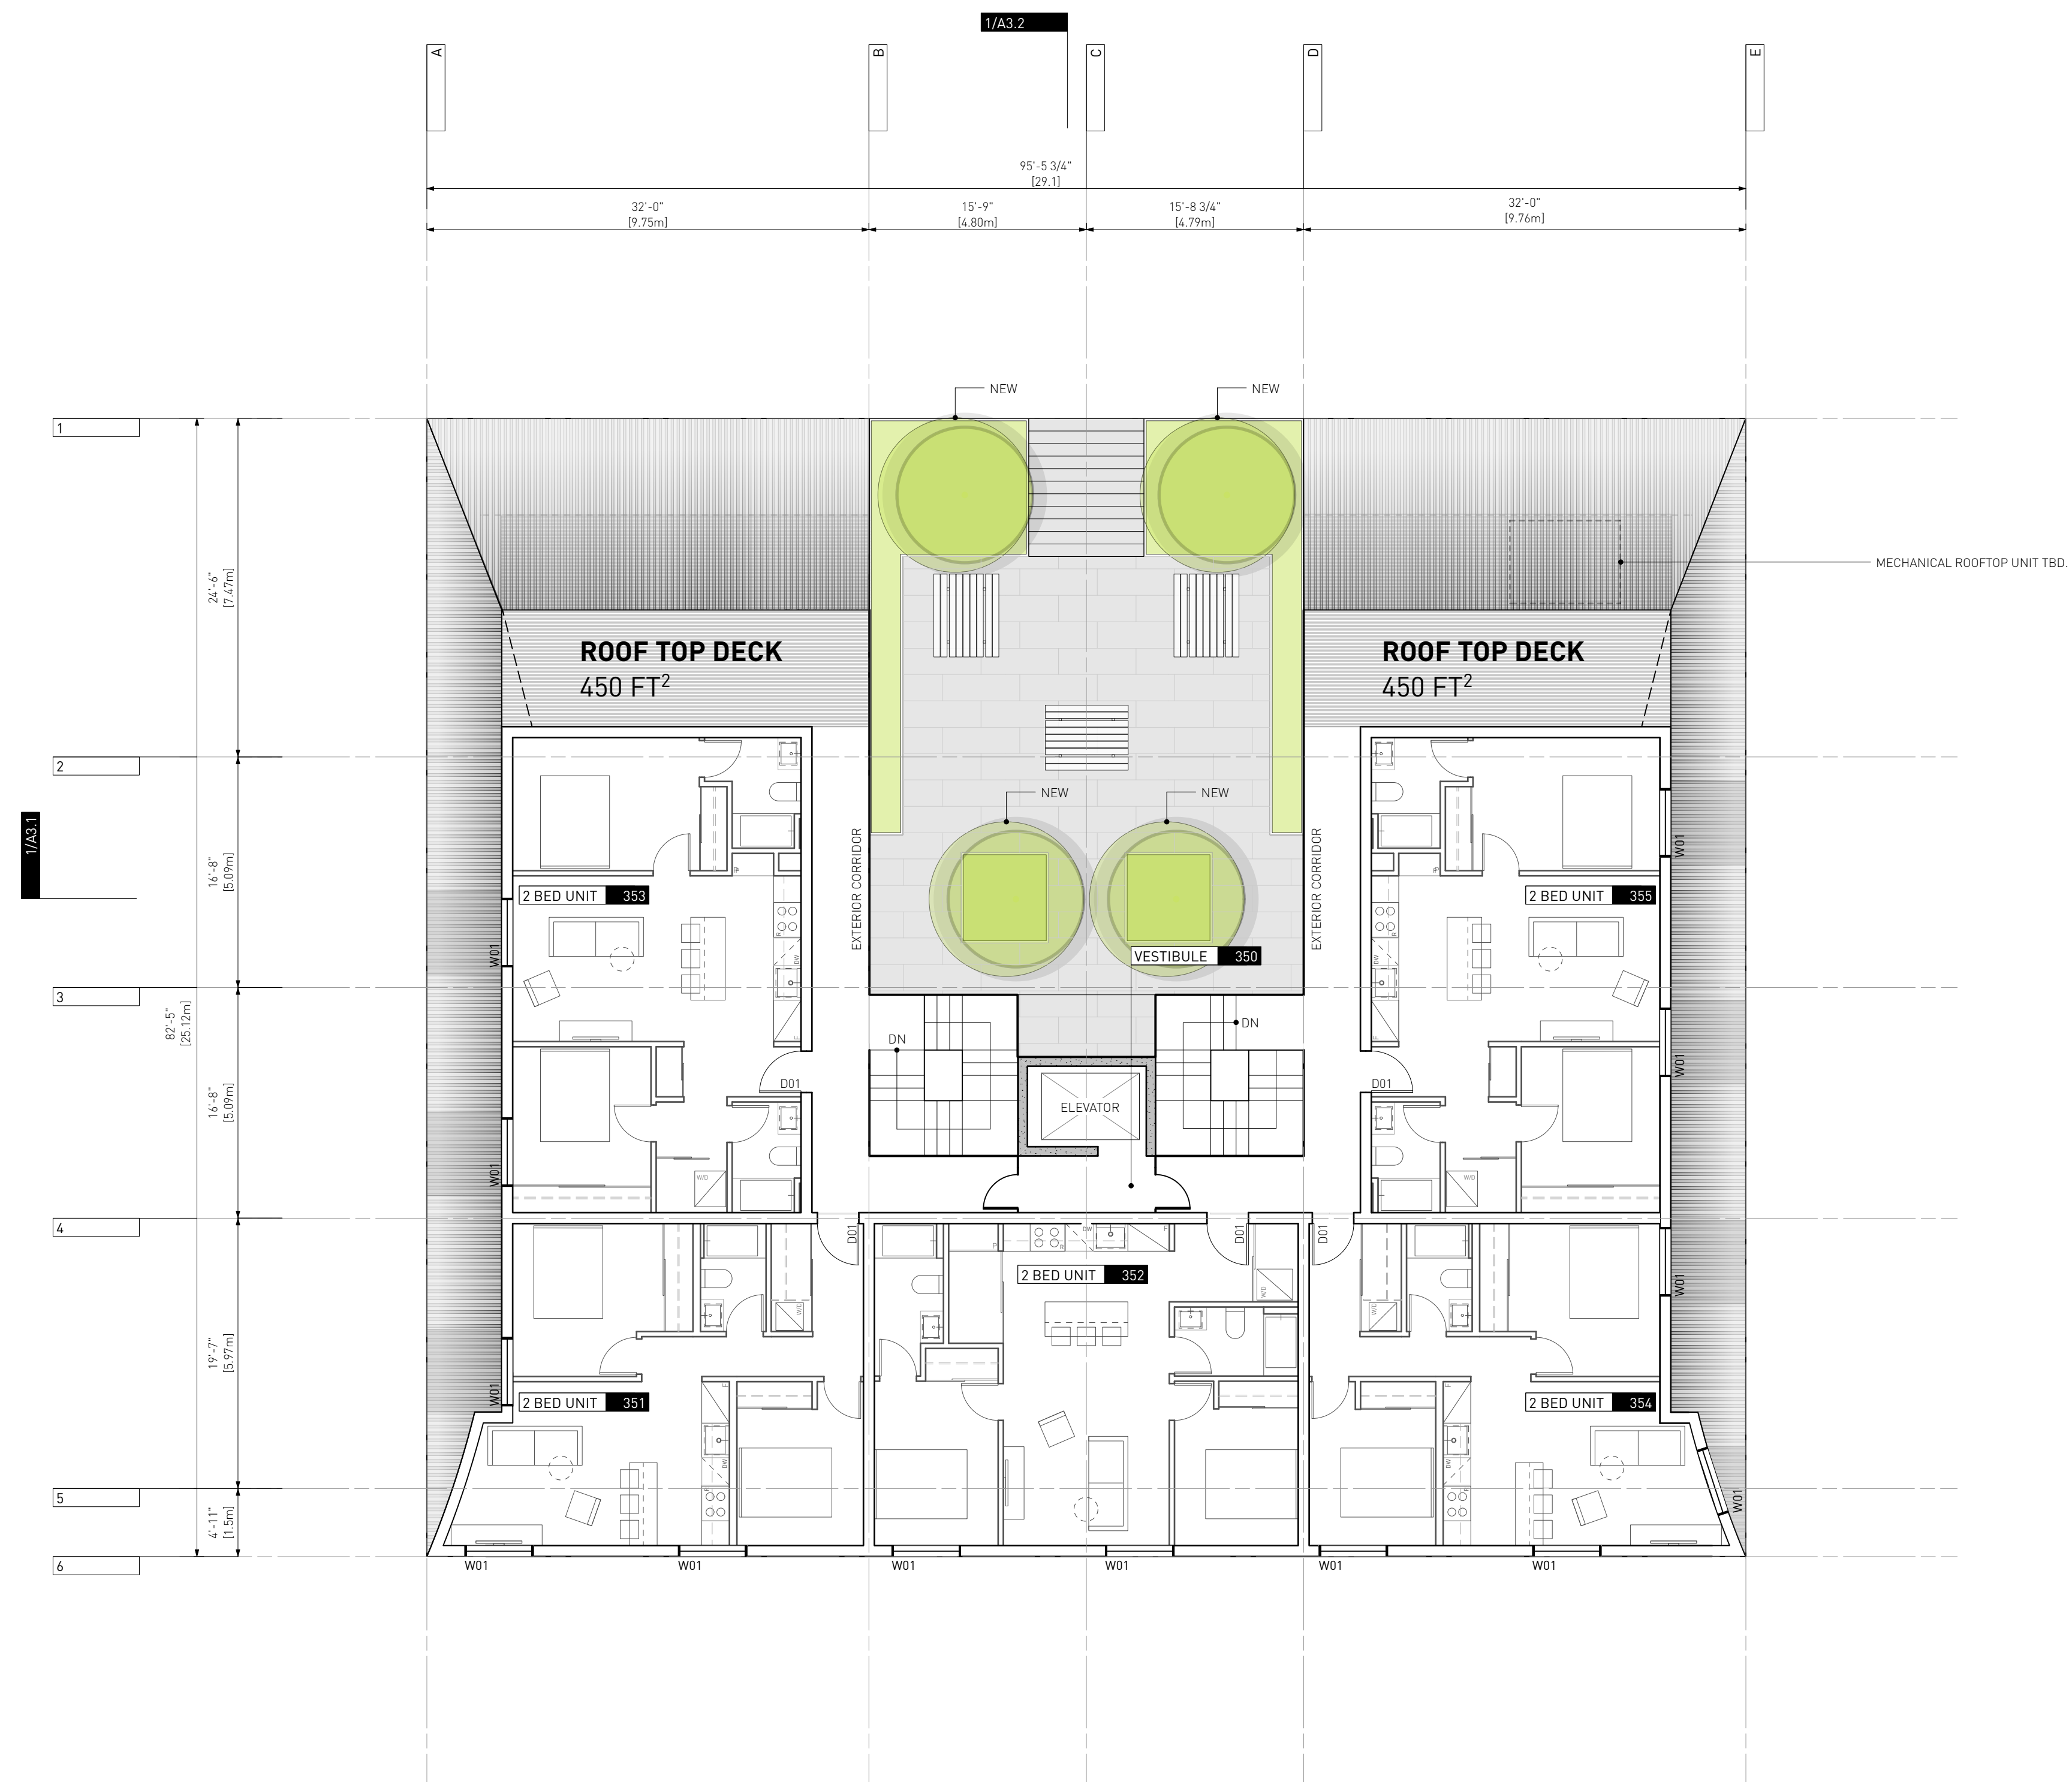 1/A3.2
A
B
C
D
E
95'-5 3/4"
[29.1]
32'-0"
[9.75m]
15'-9"
[4.80m]
15'-8 3/4"
[4.79m]
32'-0"
[9.76m]
NEW
NEW
1
24'-6"
[7.47m]
MECHANICAL ROOFTOP UNIT TBD.
ROOF TOP DECK
450 FT²
ROOF TOP DECK
450 FT²
2
NEW
NEW
1/A3.1
16'-8"
[5.09m]
EXTERIOR CORRIDOR
EXTERIOR CORRIDOR
W01
2 BED UNIT 353
2 BED UNIT 355
R
R
W01
DW
DW
VESTIBULE 350
3
82'-5"
[25.12m]
DN
DN
F
F
W01
16'-8"
[5.09m]
D01
D01
ELEVATOR
W01
W/D
W/D
4
D01
D01
D01
P
DW
R
F
2 BED UNIT 352
W01
W/D
W/D
W/D
19'-7"
[5.97m]
W01
F
F
2 BED UNIT 351
2 BED UNIT 354
DW
DW
R
R
5
W01
4'-11"
[1.5m]
6
W01
W01
W01
W01
W01
W01